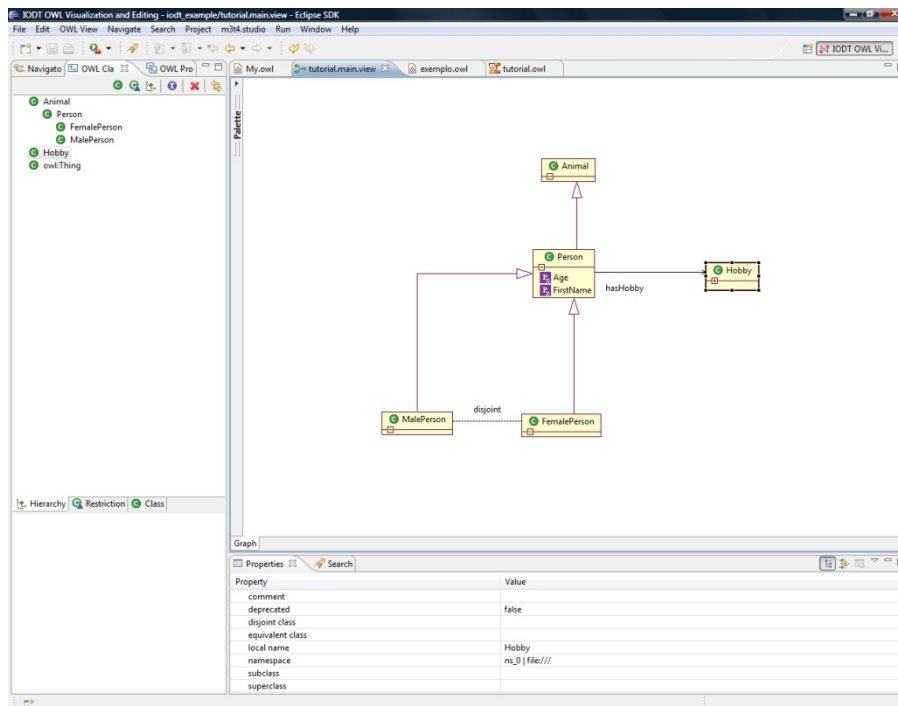 IODT OWL Visualization and Editing - iodt_example/tutorial.main.view - Eclipse SDK
File Edit OWL View Navigate Search Project m3t4.studio Run Window Help
IODT OWL Vi...
Navigato OWL Cla OWL Pro
My.owl tutorial.main.view exemplo.owl tutorial.owl
Animal
Person
FemalePerson
MalePerson
Hobby
owl:Thing
Palette
Animal
Person
Age
FirstName
hasHobby
Hobby
disjoint
MalePerson
FemalePerson
Hierarchy Restriction Class
Graph
Properties Search
Property Value
comment
deprecated false
disjoint class
equivalent class
local name Hobby
namespace ns_0 | file:///
subclass
superclass